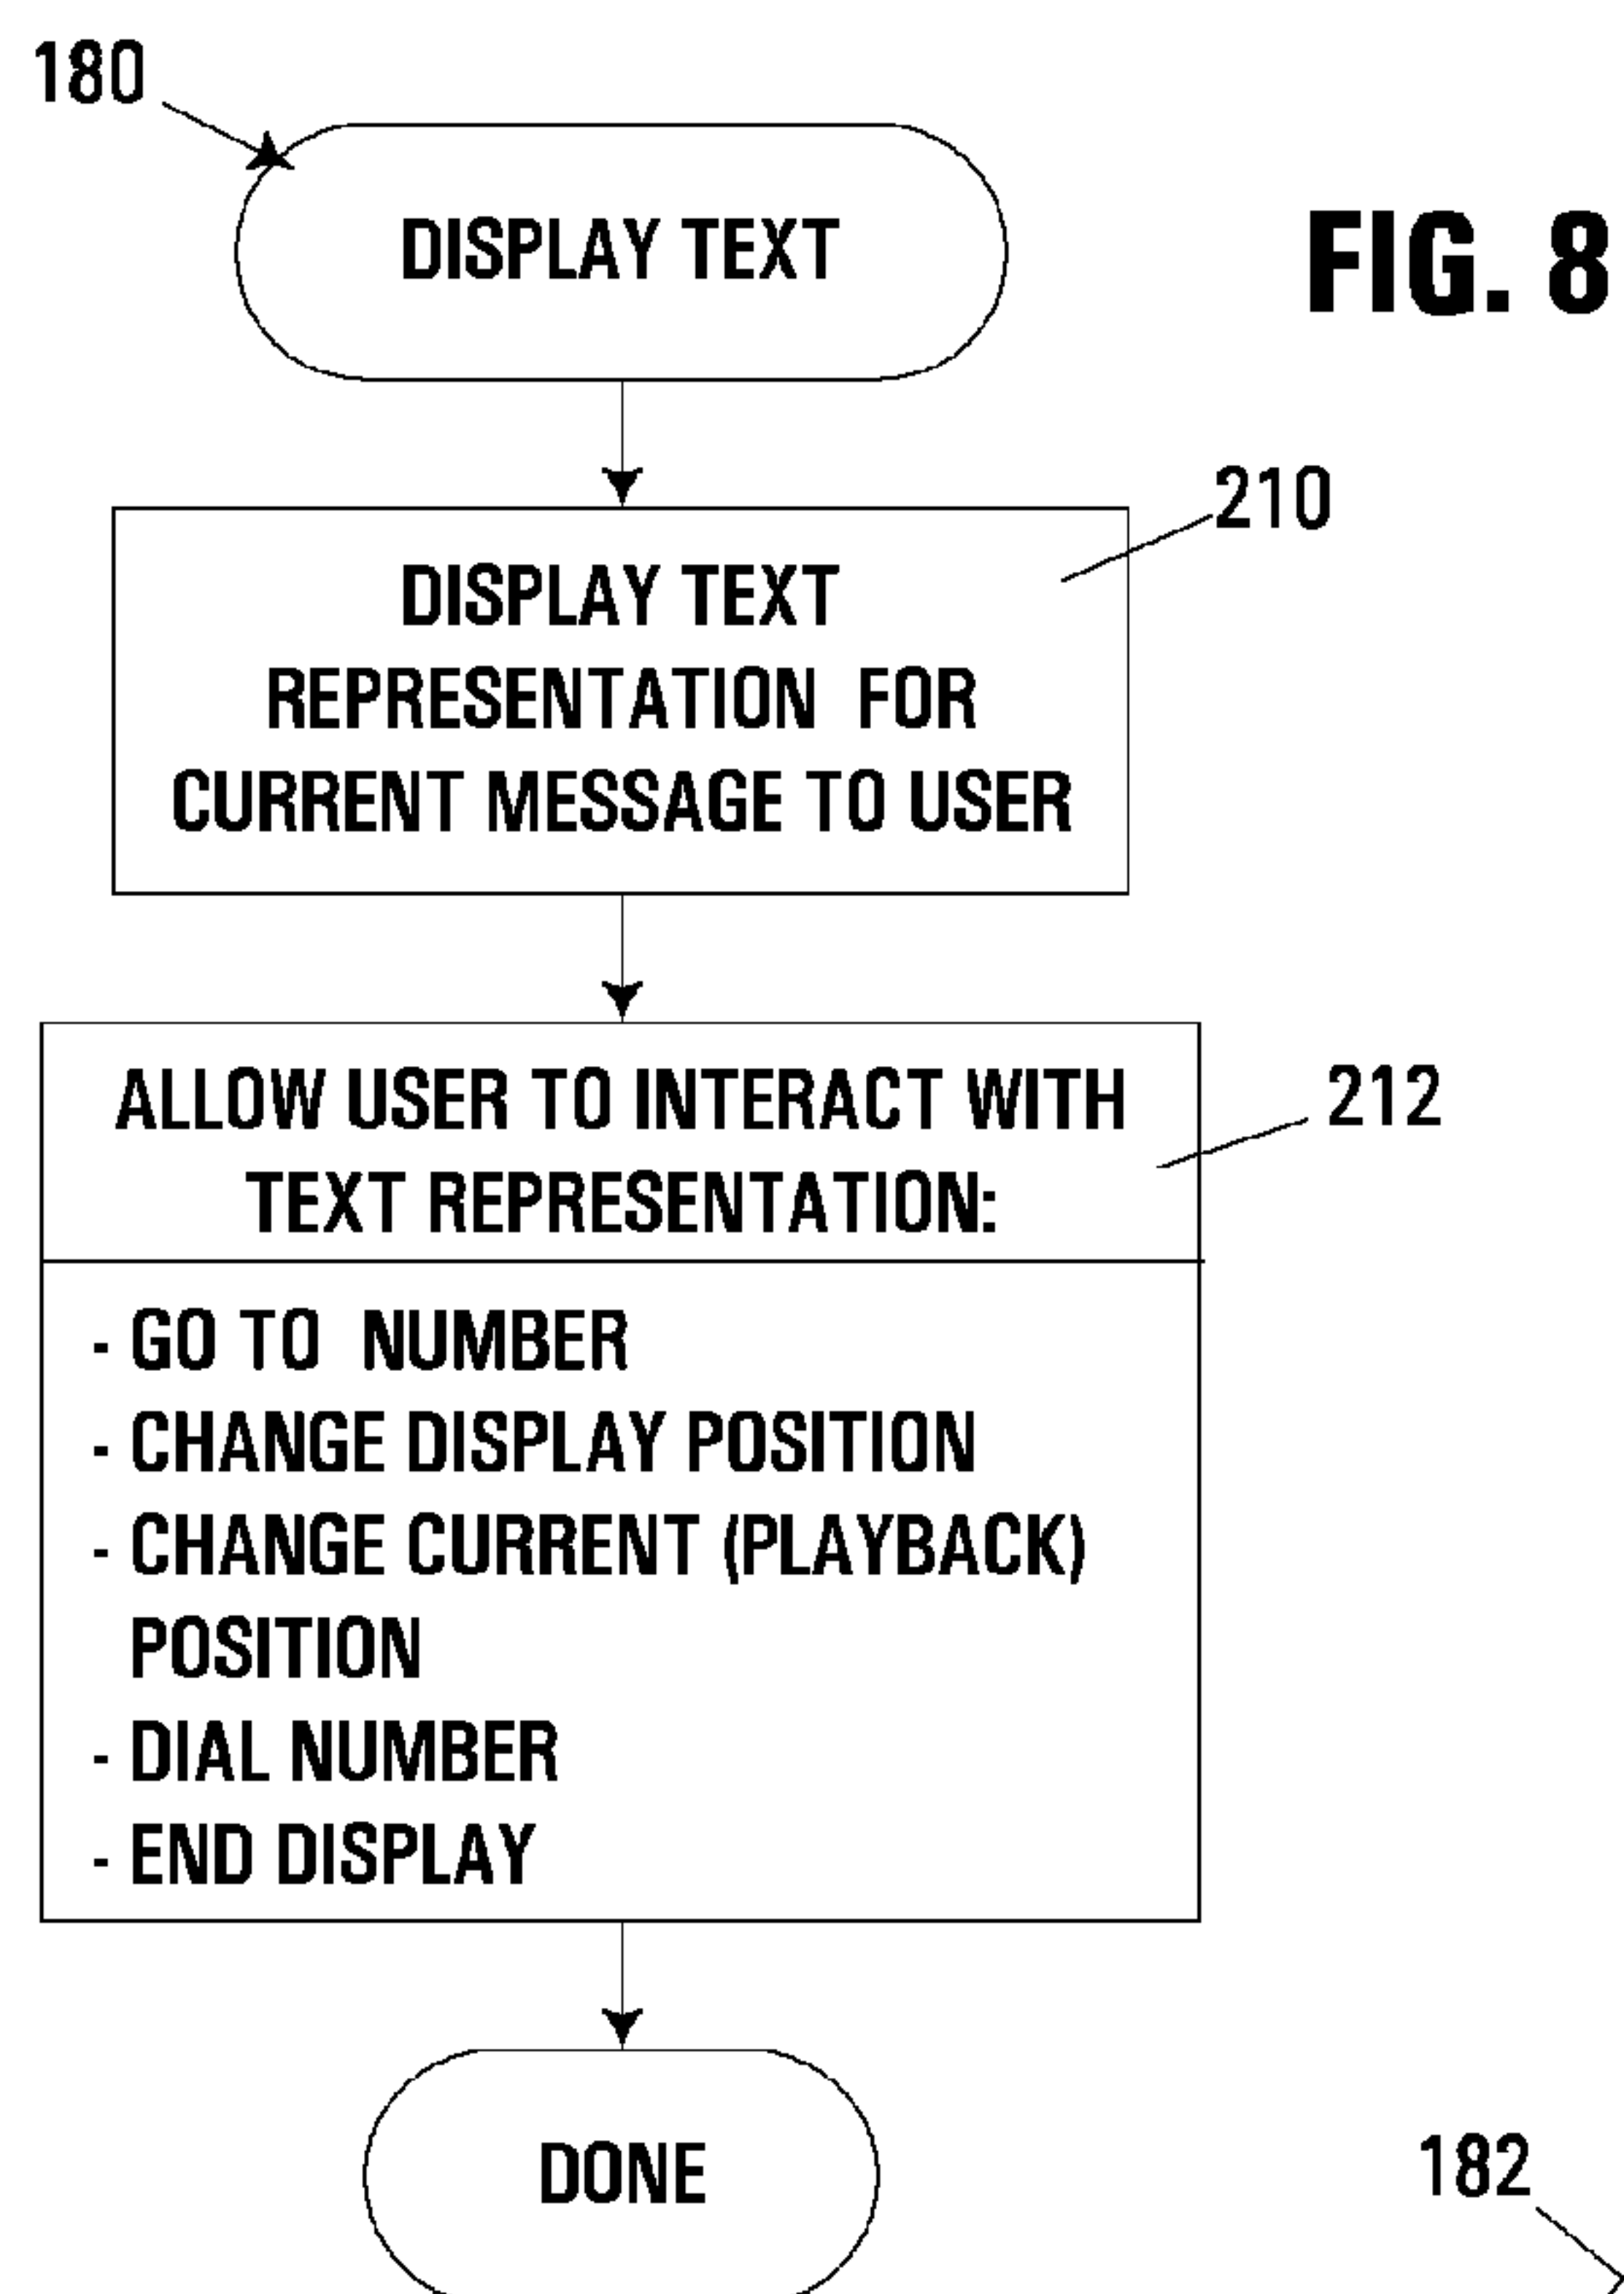 180
DISPLAY TEXT
FIG. 8
210
DISPLAY TEXT
REPRESENTATION FOR
CURRENT MESSAGE TO USER
ALLOW USER TO INTERACT WITH
TEXT REPRESENTATION:
212
- GO TO NUMBER
- CHANGE DISPLAY POSITION
- CHANGE CURRENT (PLAYBACK)
POSITION
- DIAL NUMBER
- END DISPLAY
DONE
182